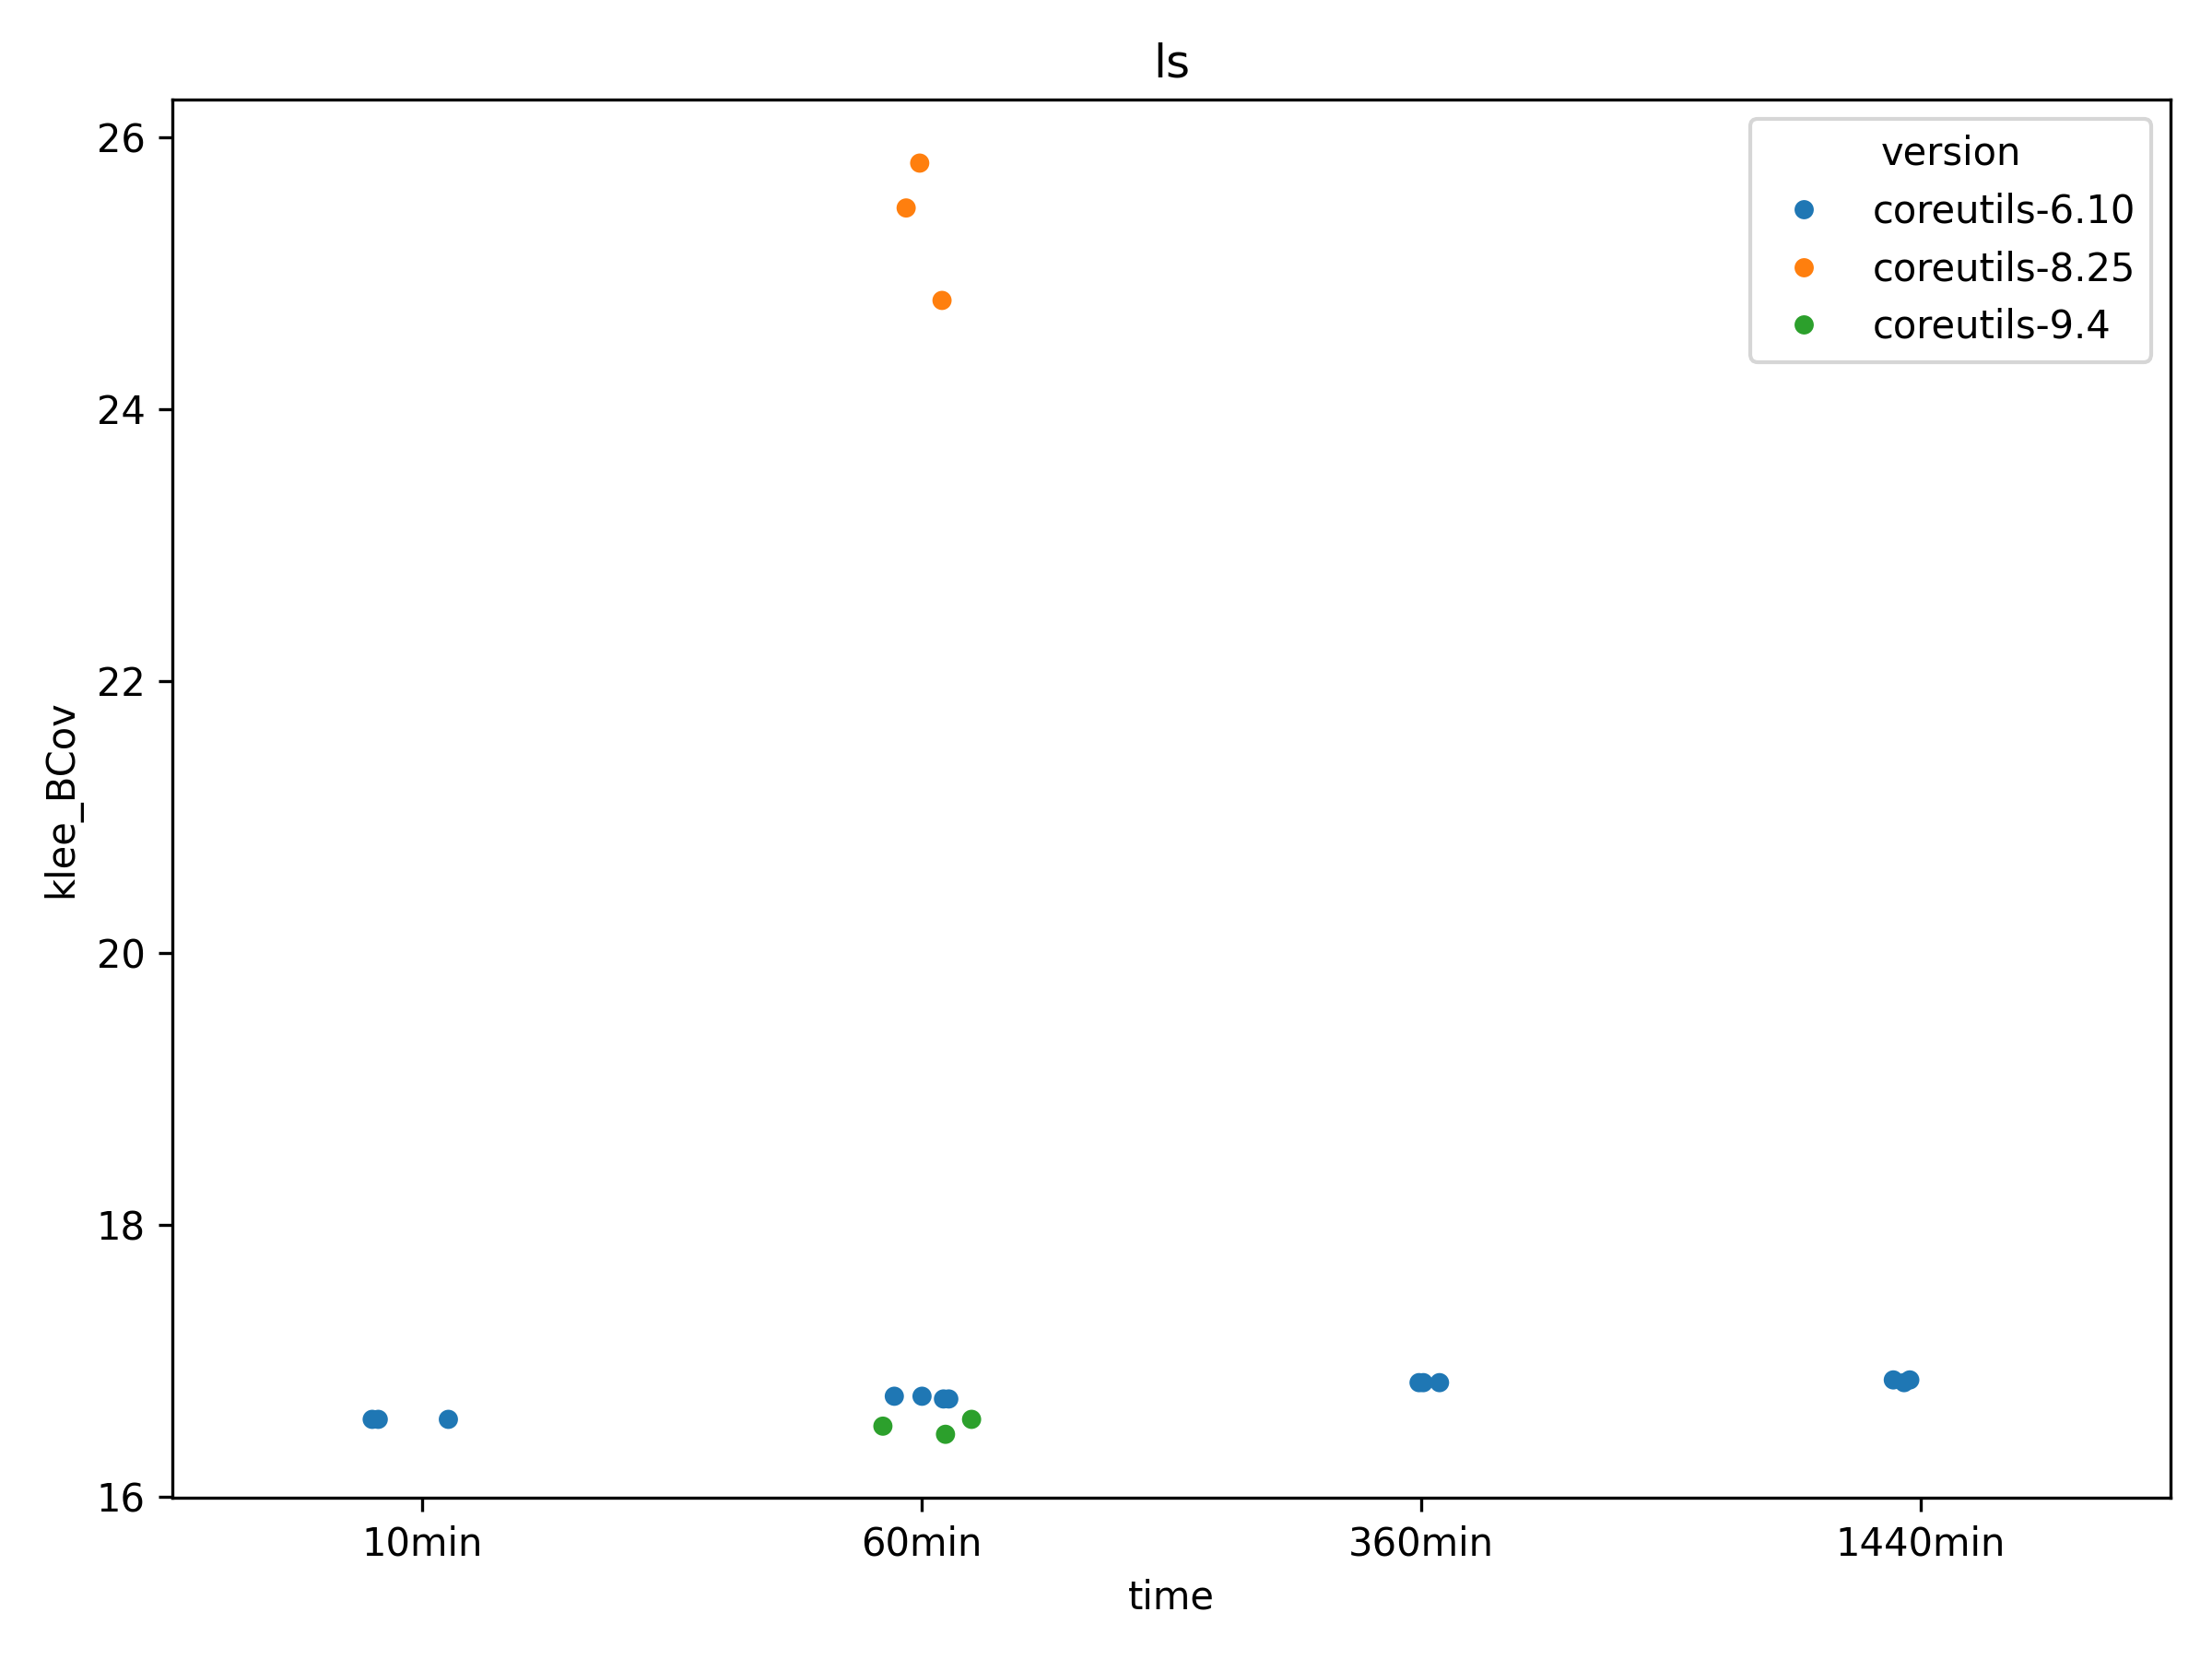 ls
26
24
22
20
18
16
klee_BCov
version
coreutils-6.10
coreutils-8.25
coreutils-9.4
10min 60min 360min 1440min
time